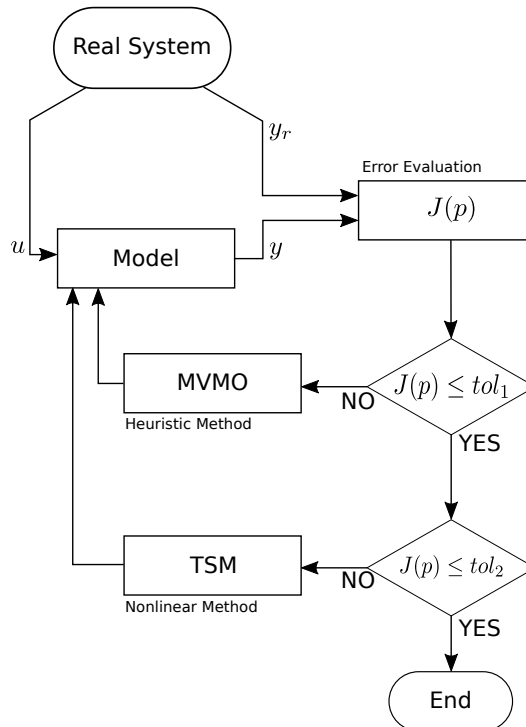 Real System
y_r
Error Evaluation
J(p)
u
Model
y
MVMO
Heuristic Method
J(p) ≤ tol_1
NO
YES
TSM
Nonlinear Method
J(p) ≤ tol_2
NO
YES
End